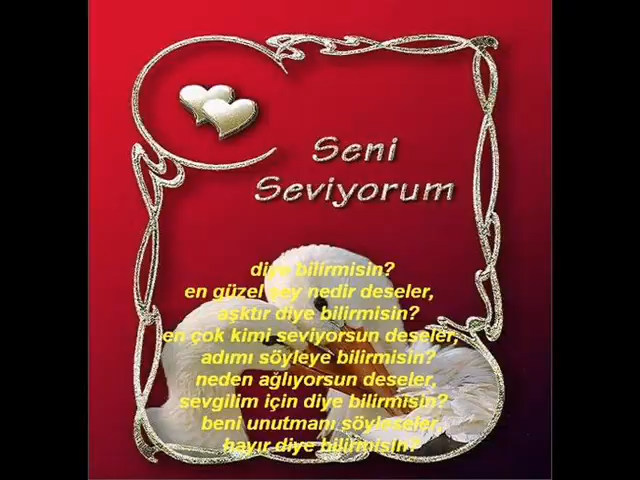 Seni
Seviyorum
diye bilirmisin?
en güzel şey nedir deseler,
aşktır diye bilirmisin?
en çok kimi seviyorsun deseler,
adımı söyleye bilirmisin?
neden ağlıyorsun deseler,
sevgilim için diye bilirmisin?
beni unutmanı söyleseler,
hayır diye bilirmisin?